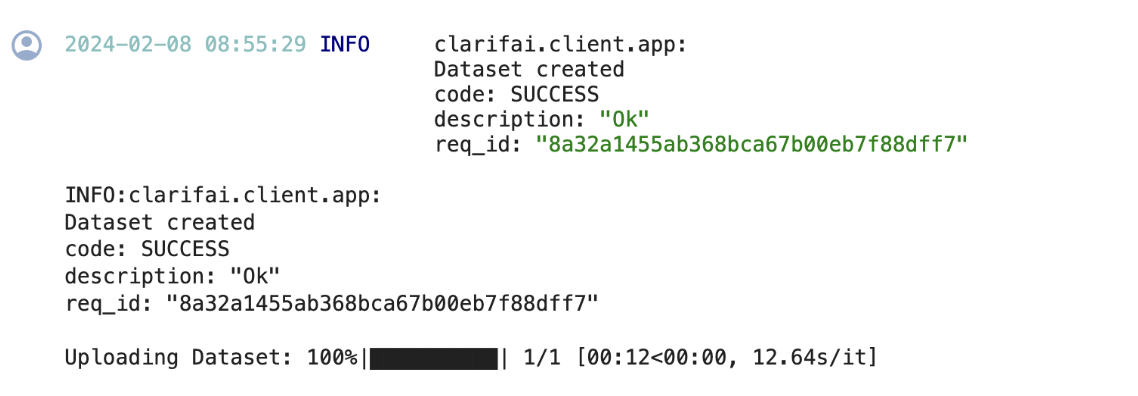 2024-02-08 08:55:29 INFO clarifai.client.app:
Dataset created
code: SUCCESS
description: "Ok"
req_id: "8a32a1455ab368bca67b00eb7f88dff7"
INFO:clarifai.client.app:
Dataset created
code: SUCCESS
description: "Ok"
req_id: "8a32a1455ab368bca67b00eb7f88dff7"
Uploading Dataset: 100%|██████████| 1/1 [00:12<00:00, 12.64s/it]